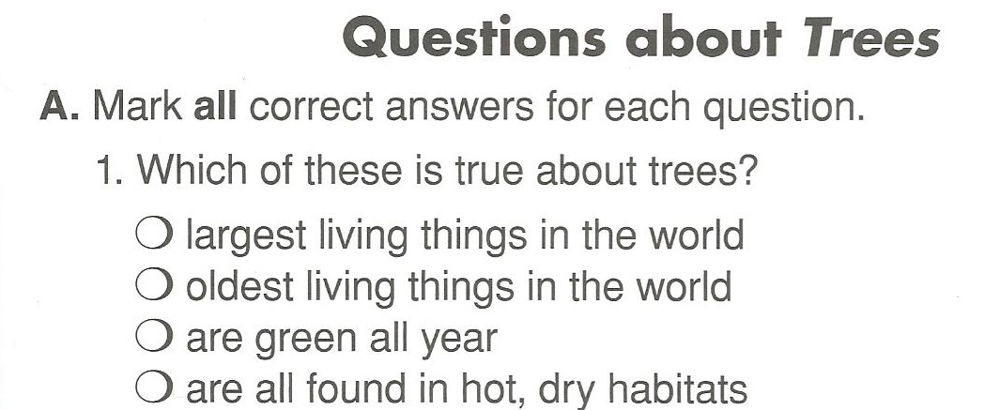 Questions about Trees
A. Mark all correct answers for each question.
1. Which of these is true about trees?
largest living things in the world
oldest living things in the world
are green all year
are all found in hot, dry habitats